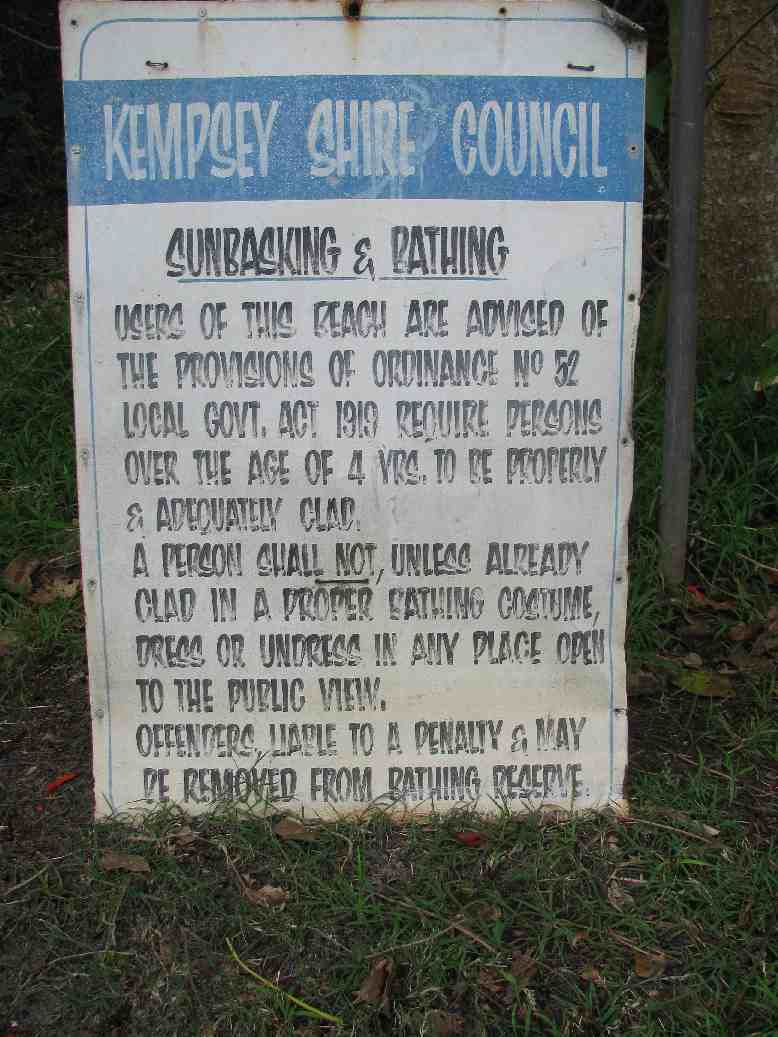 KEMPSEY SHIRE COUNCIL
SUNBASKING & BATHING
USERS OF THIS BEACH ARE ADVISED OF
THE PROVISIONS OF ORDINANCE Nº 52
LOCAL GOVT. ACT 1919 REQUIRE PERSONS
OVER THE AGE OF 4 YRS. TO BE PROPERLY
& ADEQUATELY CLAD.
A PERSON SHALL NOT, UNLESS ALREADY
CLAD IN A PROPER BATHING COSTUME,
DRESS OR UNDRESS IN ANY PLACE OPEN
TO THE PUBLIC VIEW.
OFFENDERS, LIABLE TO A PENALTY & MAY
BE REMOVED FROM BATHING RESERVE.